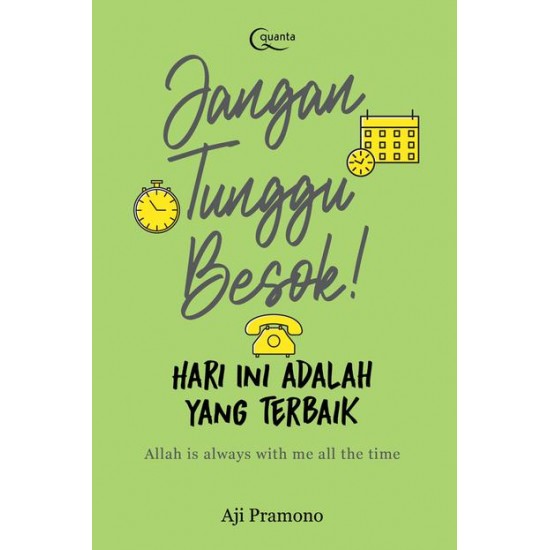 quanta
Jangan
Tunggu
Besok!
HARI INI ADALAH
YANG TERBAIK
Allah is always with me all the time
Aji Pramono